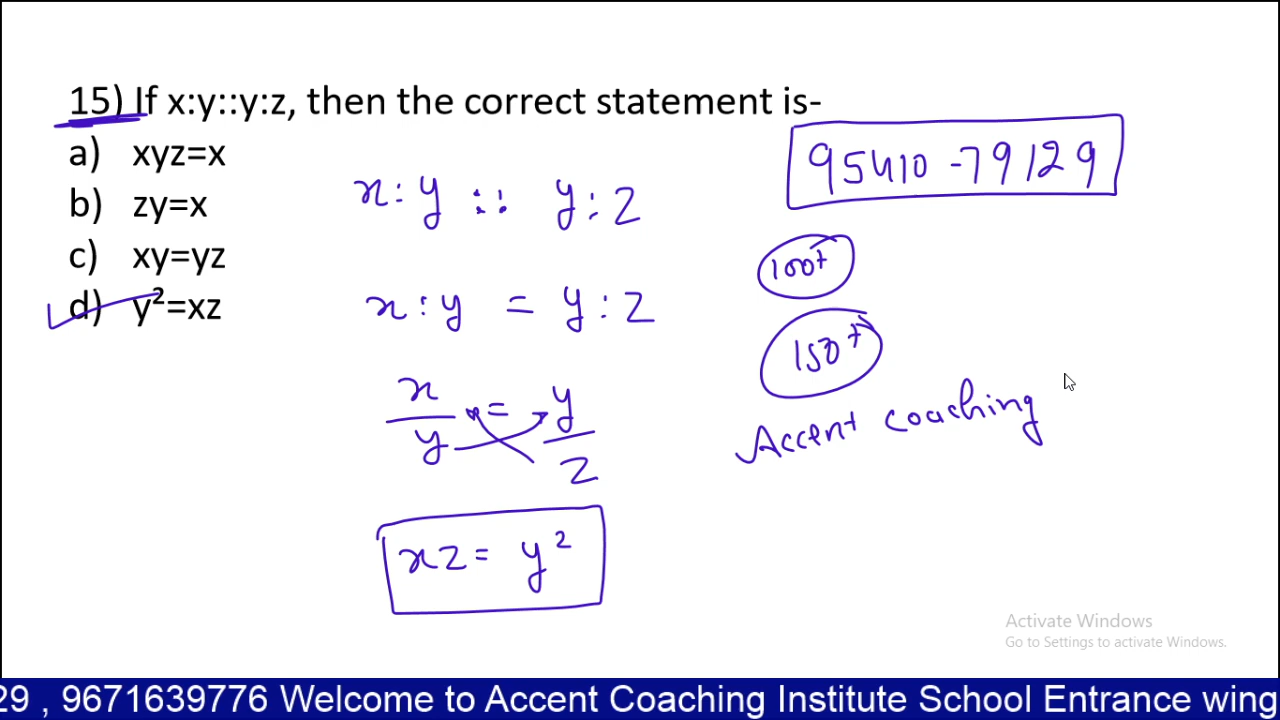 15) If x:y::y:z, then the correct statement is-
a) xyz=x
b) zy=x
c) xy=yz
d) y²=xz
x:y :: y:z
x:y = y:z
x/y = y/z
xz = y²
95410-79129
100+
150+
Accent coaching
Activate Windows
Go to Settings to activate Windows.
29 , 9671639776 Welcome to Accent Coaching Institute School Entrance wing